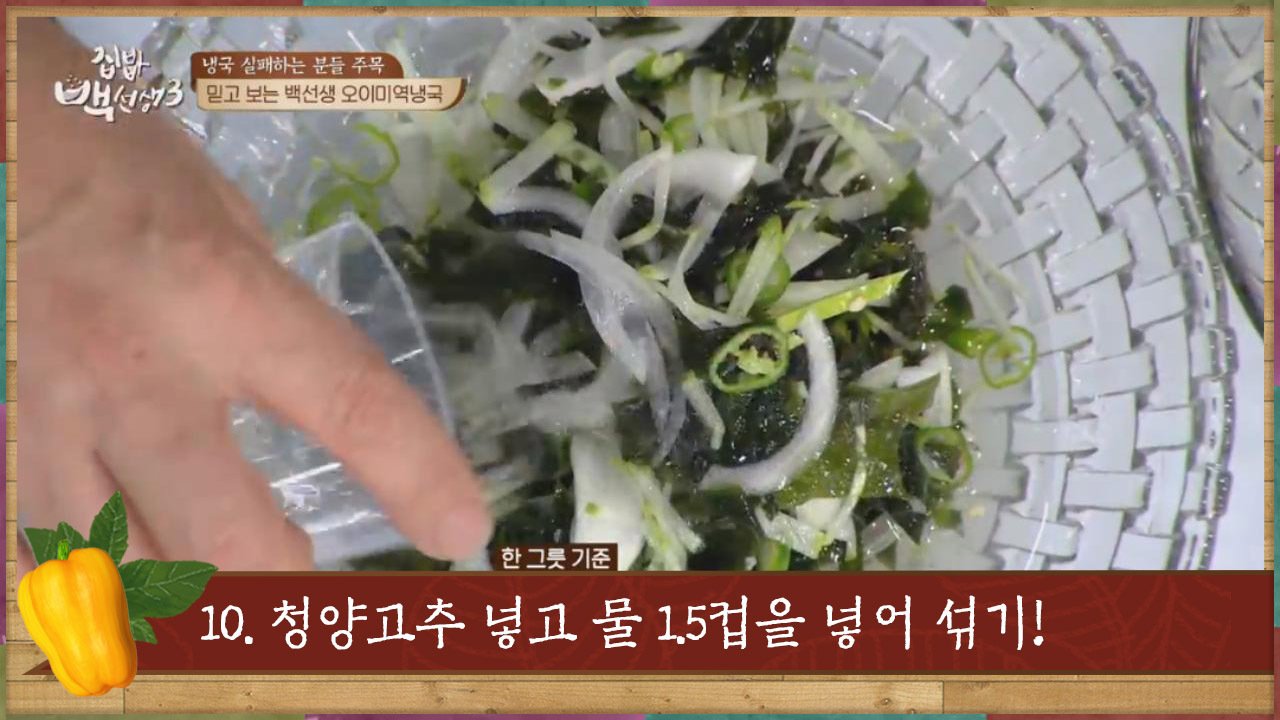 집밥
백선생3
냉국 실패하는 분들 주목
믿고 보는 백선생 오이미역냉국
한 그릇 기준
10. 청양고추 넣고 물 1.5컵을 넣어 섞기!